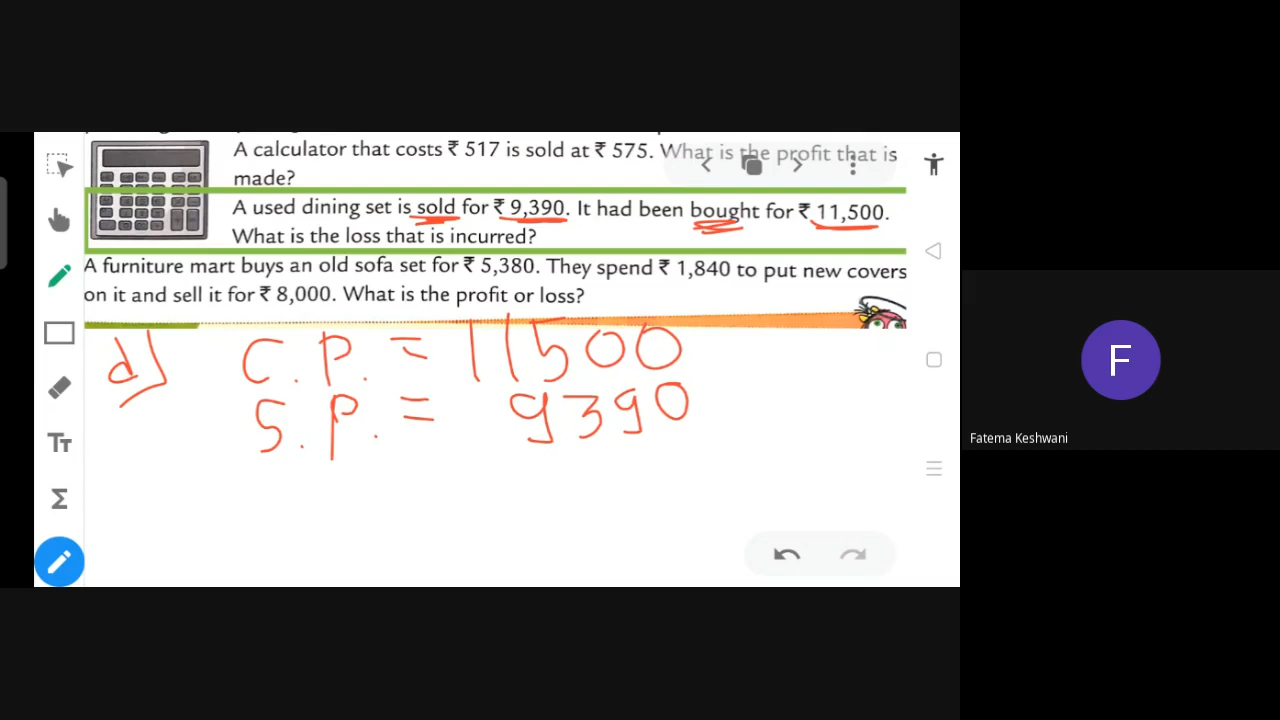 A calculator that costs ₹ 517 is sold at ₹ 575. What is the profit that is
made?
A used dining set is sold for ₹ 9,390. It had been bought for ₹ 11,500.
What is the loss that is incurred?
A furniture mart buys an old sofa set for ₹ 5,380. They spend ₹ 1,840 to put new covers
on it and sell it for ₹ 8,000. What is the profit or loss?
d) C.P. = 11500
S.P. = 9390
Tт
Σ
F
Fatema Keshwani